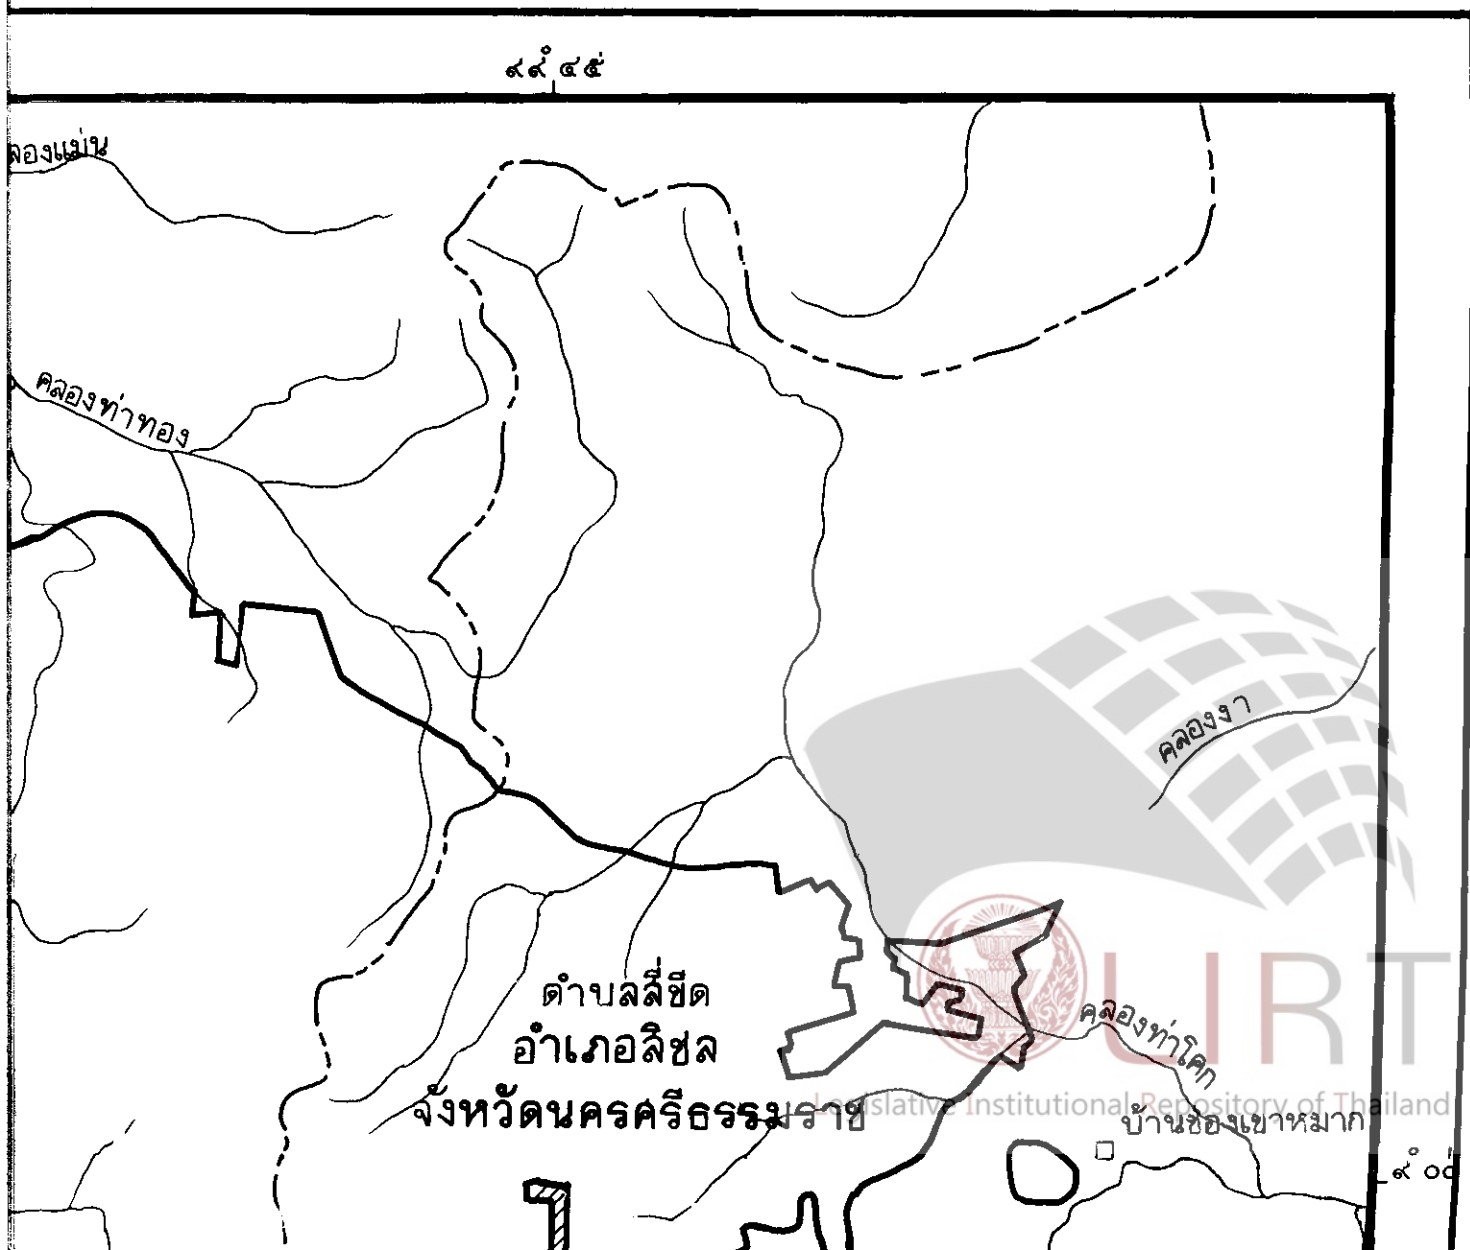 ๙๙° ๔๕'
ลองแม่น
คลองท่าทอง
คลองงา
ตำบลสี่ขีด
อำเภอสิชล
จังหวัดนครศรีธรรมราช
คลองท่าโคก
LIRT
Legislative Institutional Repository of Thailand
บ้านช่องเขาหมาก
๙° ๐๐'